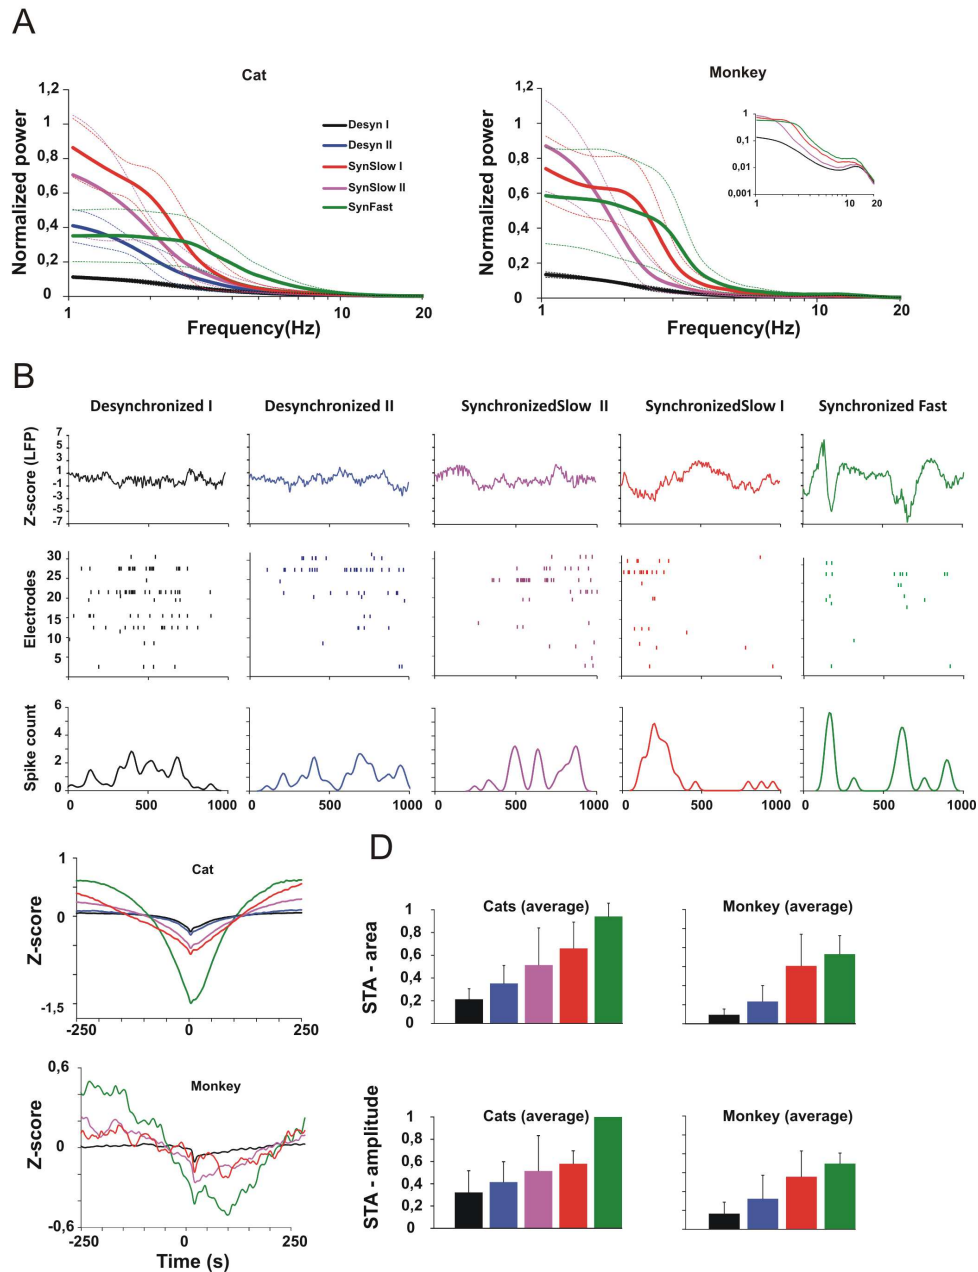 A
Cat
Monkey
1,2
1
0,8
0,6
0,4
0,2
0
Normalized power
Desyn I
Desyn II
SynSlow I
SynSlow II
SynFast
1 10 20
Frequency(Hz)
1,2
1
0,8
0,6
0,4
0,2
0
Normalized power
1
0,1
0,01
0,001
1 10 20
1 10 20
Frequency(Hz)
B
Desynchronized I
Desynchronized II
SynchronizedSlow II
SynchronizedSlow I
Synchronized Fast
Z-score (LFP)
7
5
3
1
-1
-3
-5
-7
Electrodes
30
25
20
15
10
5
Spike count
6
4
2
0
0 500 1000
0 500 1000
500 1000
0 500 1000
0 500 1000
Cat
Z-score
1
0
-1,5
-250 0 250
Monkey
Z-score
0,6
0
-0,6
-250 0 250
Time (s)
D
Cats (average)
Monkey (average)
STA - area
1
0,8
0,6
0,4
0,2
0
Cats (average)
Monkey (average)
STA - amplitude
1
0,8
0,6
0,4
0,2
0